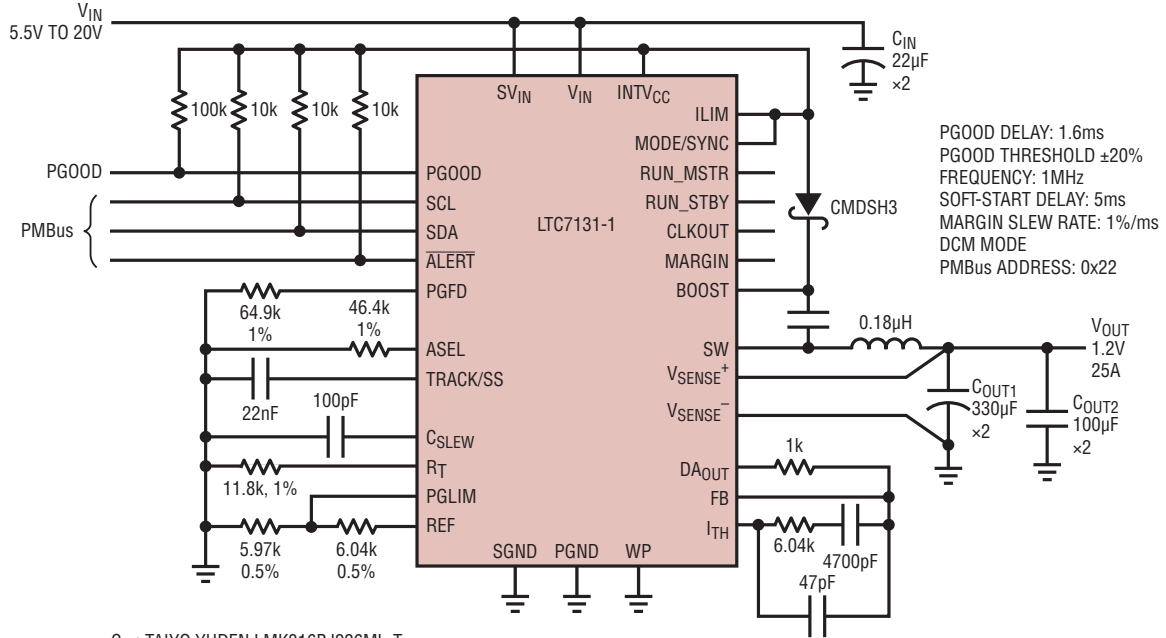 VIN
5.5V TO 20V
CIN
22µF
×2
100k
10k
10k
10k
SVIN
VIN
INTVCC
ILIM
MODE/SYNC
PGOOD
PGOOD
RUN_MSTR
SCL
RUN_STBY
PMBus
SDA
LTC7131-1
CLKOUT
ALERT
MARGIN
PGFD
BOOST
CMDSH3
PGOOD DELAY: 1.6ms
PGOOD THRESHOLD ±20%
FREQUENCY: 1MHz
SOFT-START DELAY: 5ms
MARGIN SLEW RATE: 1%/ms
DCM MODE
PMBus ADDRESS: 0x22
64.9k
1%
46.4k
1%
ASEL
SW
0.18µH
VOUT
1.2V
25A
TRACK/SS
VSENSE+
22nF
100pF
VSENSE–
COUT1
330µF
×2
COUT2
100µF
×2
CSLEW
RT
11.8k, 1%
DAOUT
1k
PGLIM
FB
REF
ITH
5.97k
0.5%
6.04k
0.5%
6.04k
4700pF
47pF
SGND
PGND
WP